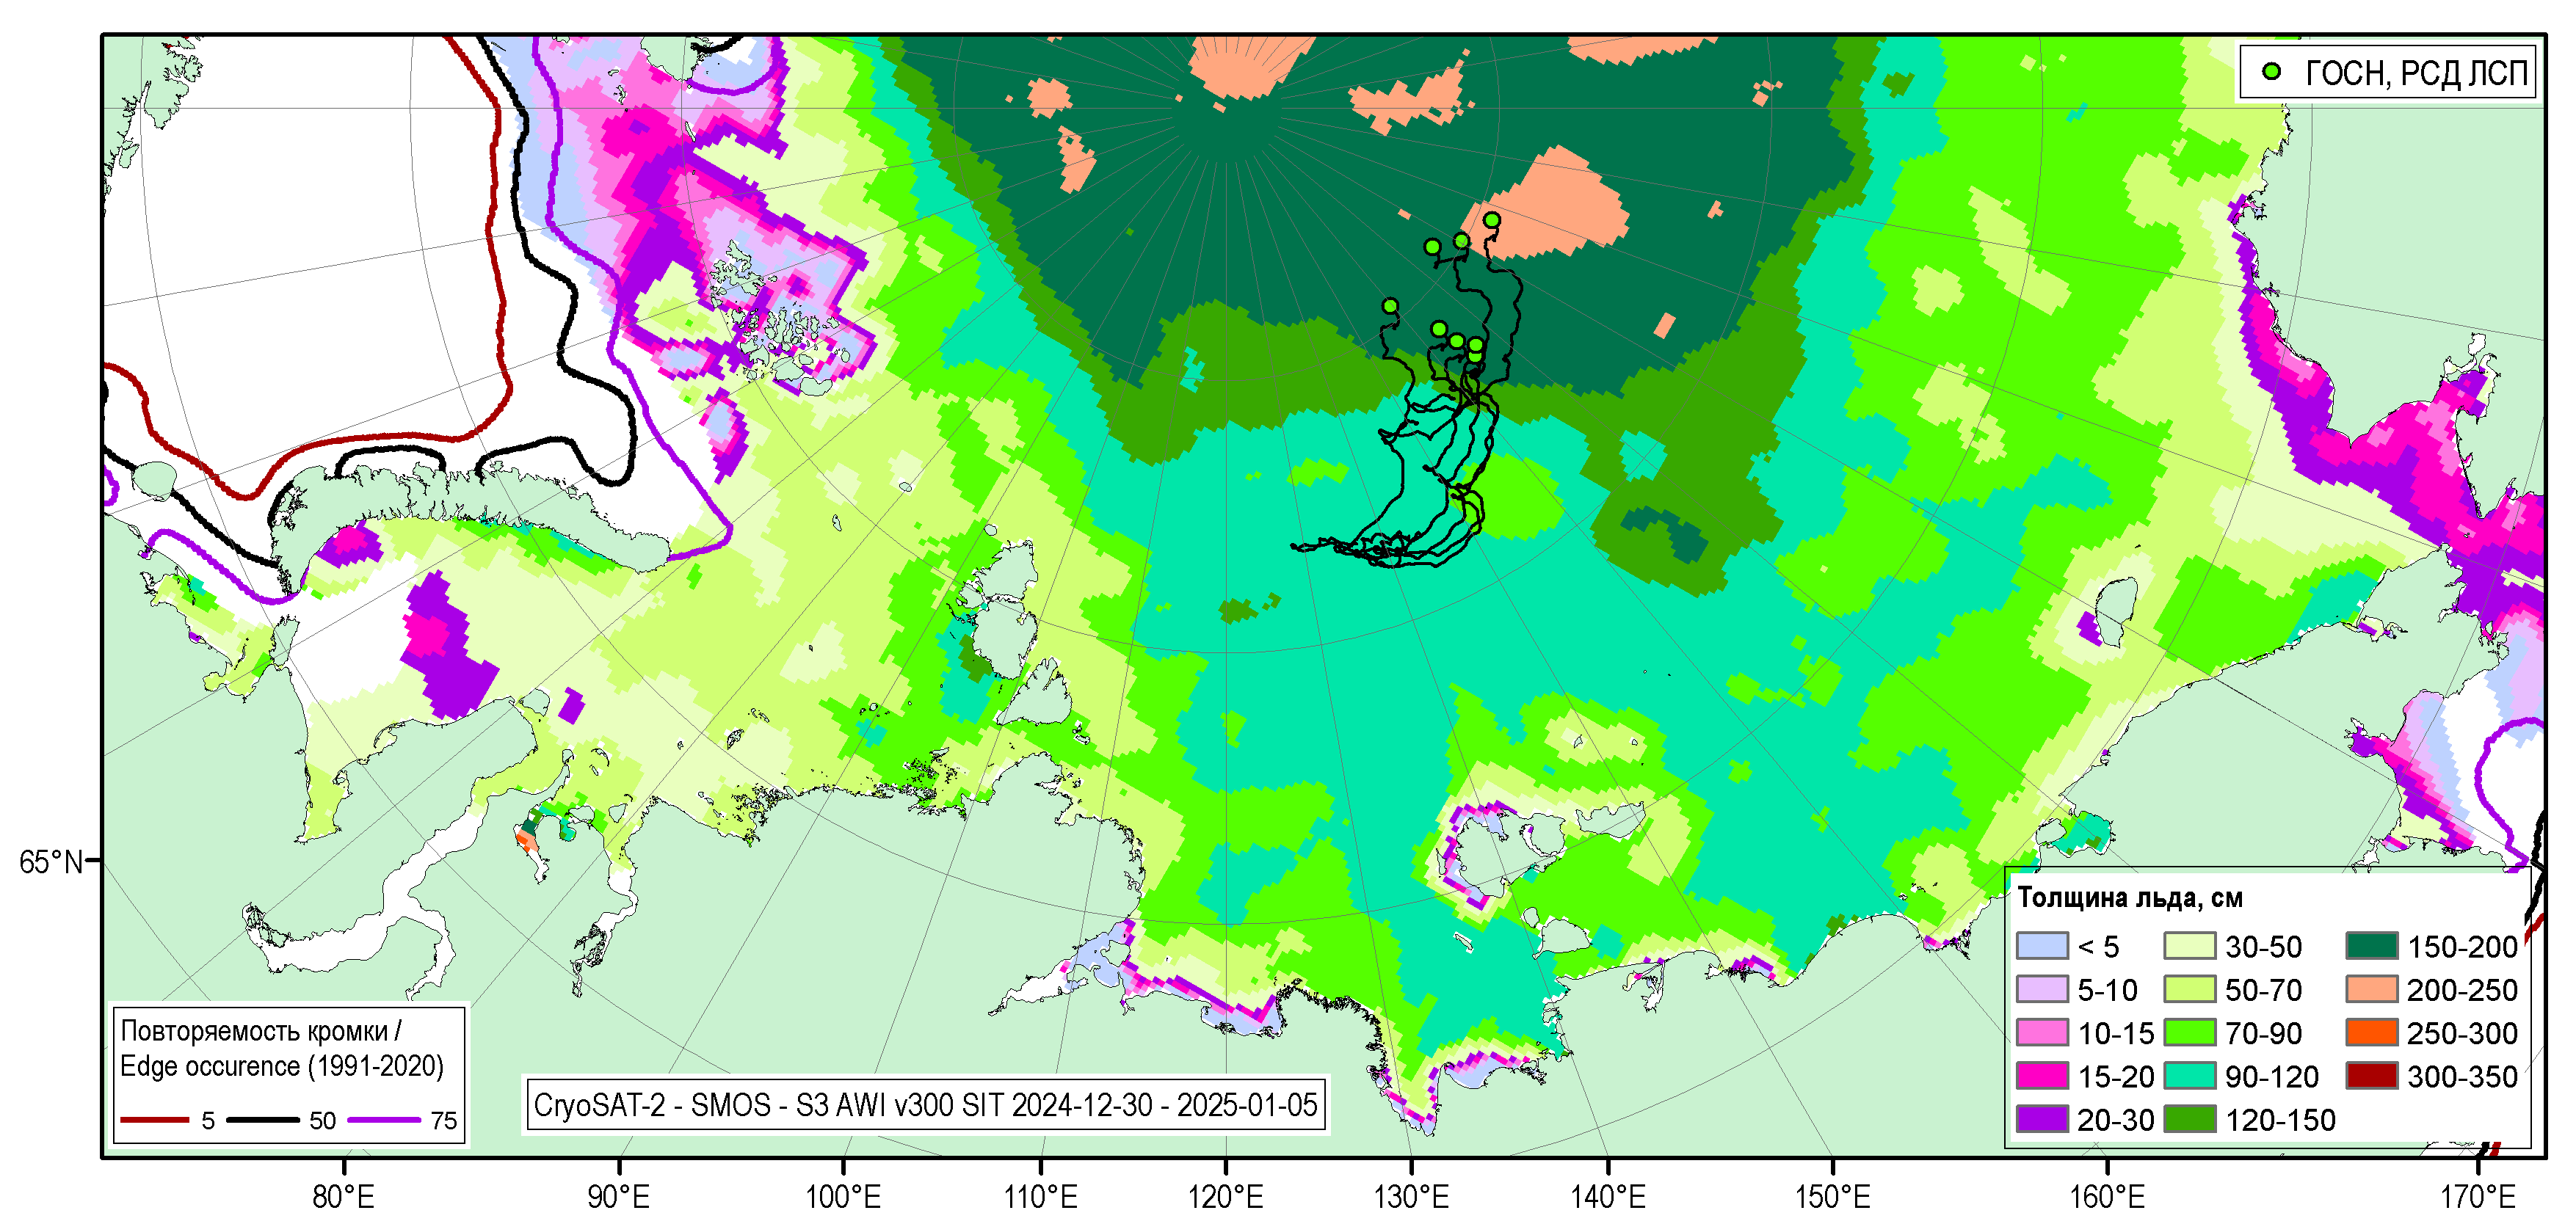 ГОСН, РСД ЛСП
65°N
Толщина льда, см
< 5
30-50
150-200
5-10
50-70
200-250
10-15
70-90
250-300
15-20
90-120
300-350
20-30
120-150
Повторяемость кромки /
Edge occurence (1991-2020)
5
50
75
CryoSAT-2 - SMOS - S3 AWI v300 SIT 2024-12-30 - 2025-01-05
80°E
90°E
100°E
110°E
120°E
130°E
140°E
150°E
160°E
170°E